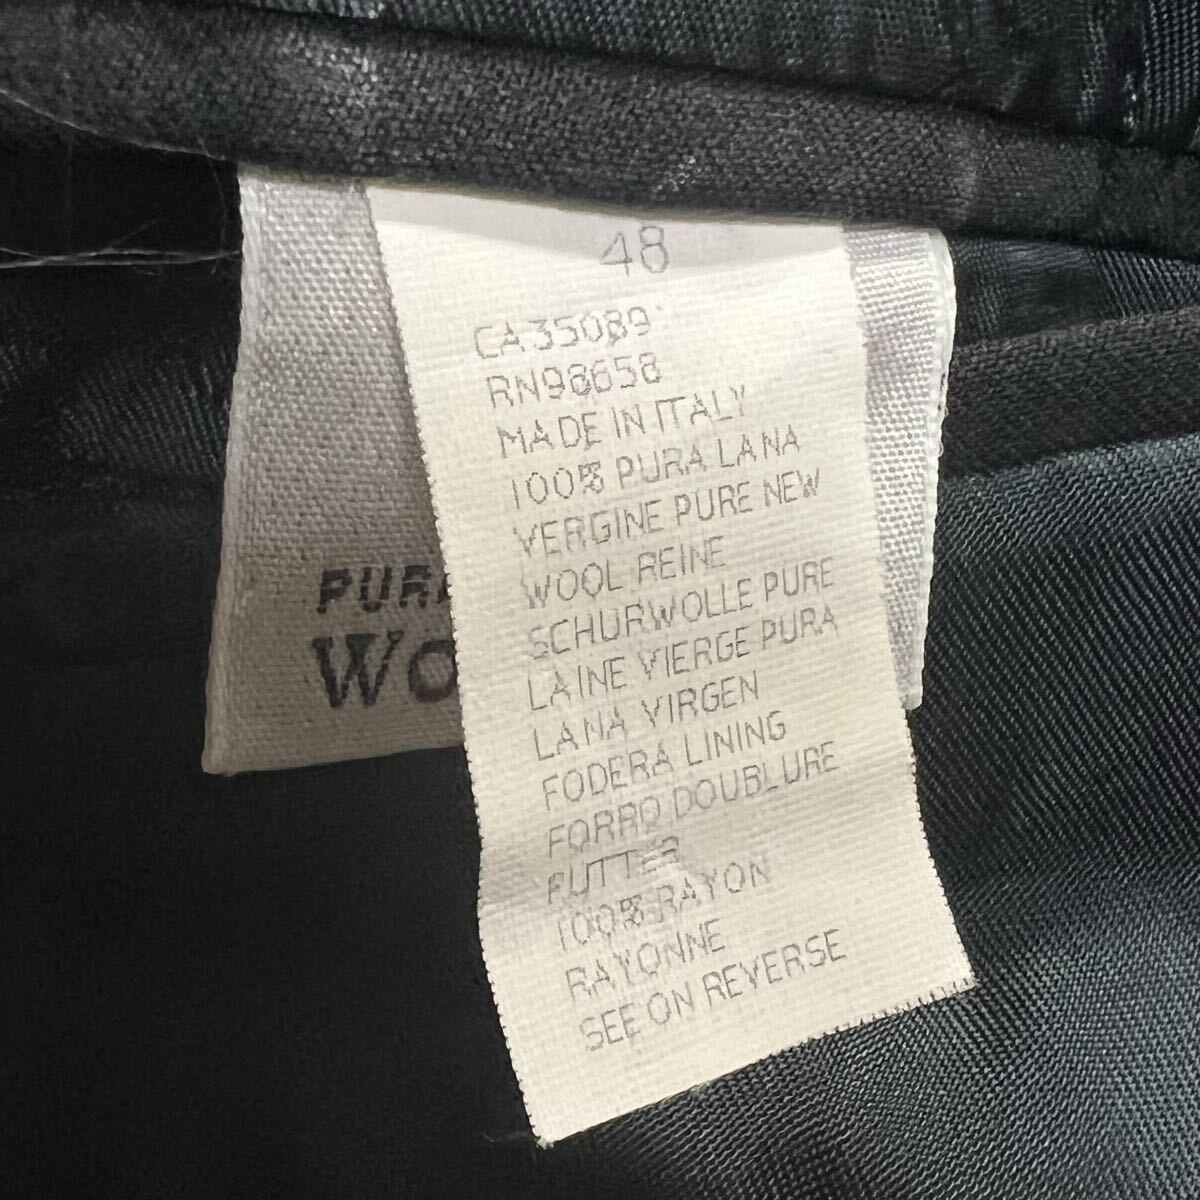 48
CA 35089
RN98658
MADE IN ITALY
100% PURA LANA
VERGINE PURE NEW
WOOL REINE
SCHURWOLLE PURE
LAINE VIERGE PURA
LANA VIRGEN
FODERA LINING
FORRO DOUBLURE
FUTTER
100% RAYON
RAYONNE
SEE ON REVERSE